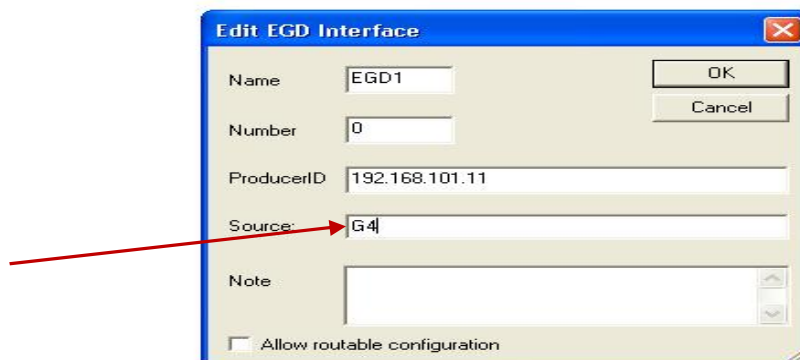 Edit EGD Interface
Name EGD1 OK
Cancel
Number 0
ProducerID 192.168.101.11
Source: G4
Note
Allow routable configuration